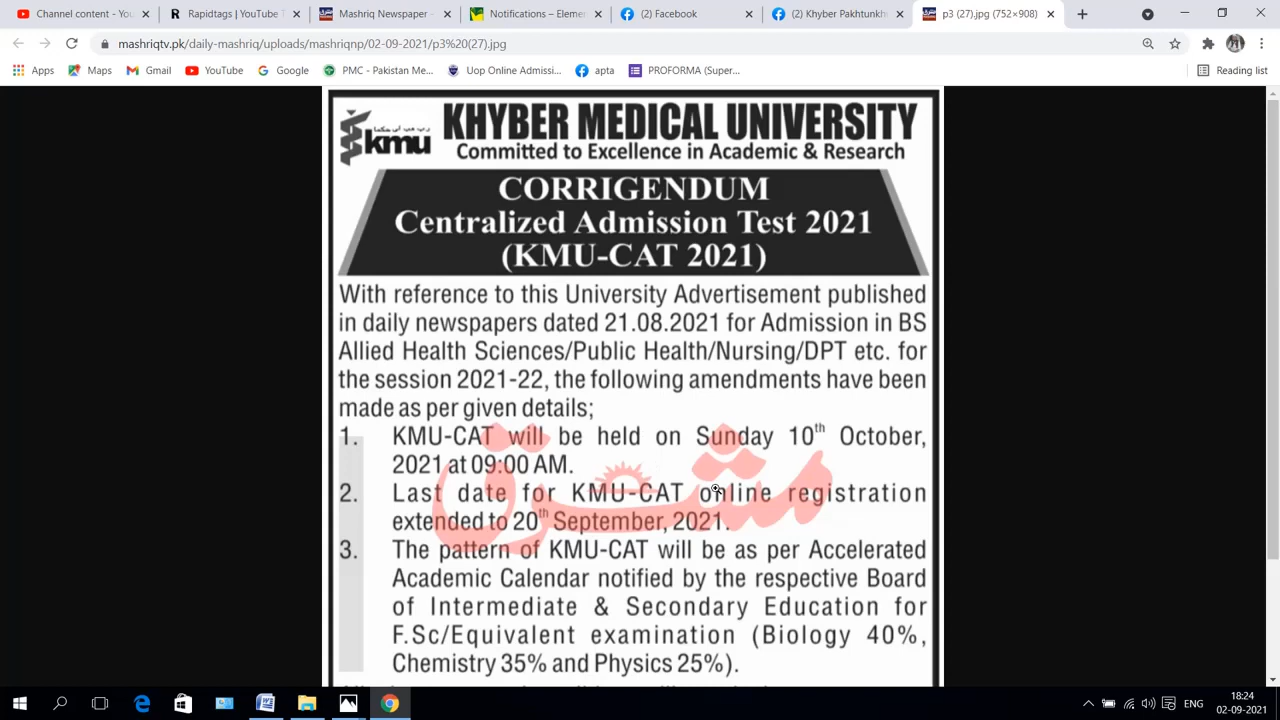 Channel content - You
Rapidtags | YouTube T
Mashriq Newspaper -
Notifications – Eleme
(2) Facebook
(2) Khyber Pakhtunkh
p3 (27).jpg (752×908)
mashriqtv.pk/daily-mashriq/uploads/mashriqnp/02-09-2021/p3%20(27).jpg
Apps
Maps
Gmail
YouTube
Google
PMC - Pakistan Me...
Uop Online Admissi...
apta
PROFORMA (Super...
Reading list
kmu
KHYBER MEDICAL UNIVERSITY
Committed to Excellence in Academic & Research
CORRIGENDUM
Centralized Admission Test 2021
(KMU-CAT 2021)
With reference to this University Advertisement published
in daily newspapers dated 21.08.2021 for Admission in BS
Allied Health Sciences/Public Health/Nursing/DPT etc. for
the session 2021-22, the following amendments have been
made as per given details;
1. KMU-CAT will be held on Sunday 10th October,
2021 at 09:00 AM.
2. Last date for KMU-CAT online registration
extended to 20th September, 2021.
مشرق
3. The pattern of KMU-CAT will be as per Accelerated
Academic Calendar notified by the respective Board
of Intermediate & Secondary Education for
F.Sc/Equivalent examination (Biology 40%,
Chemistry 35% and Physics 25%).
ENG
18:24
02-09-2021